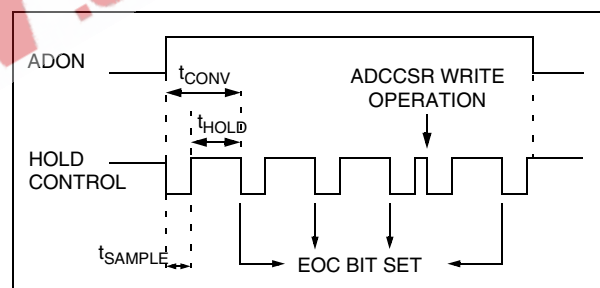 ADON
tCONV
ADCCSR WRITE
OPERATION
tHOLD
HOLD
CONTROL
tSAMPLE
EOC BIT SET